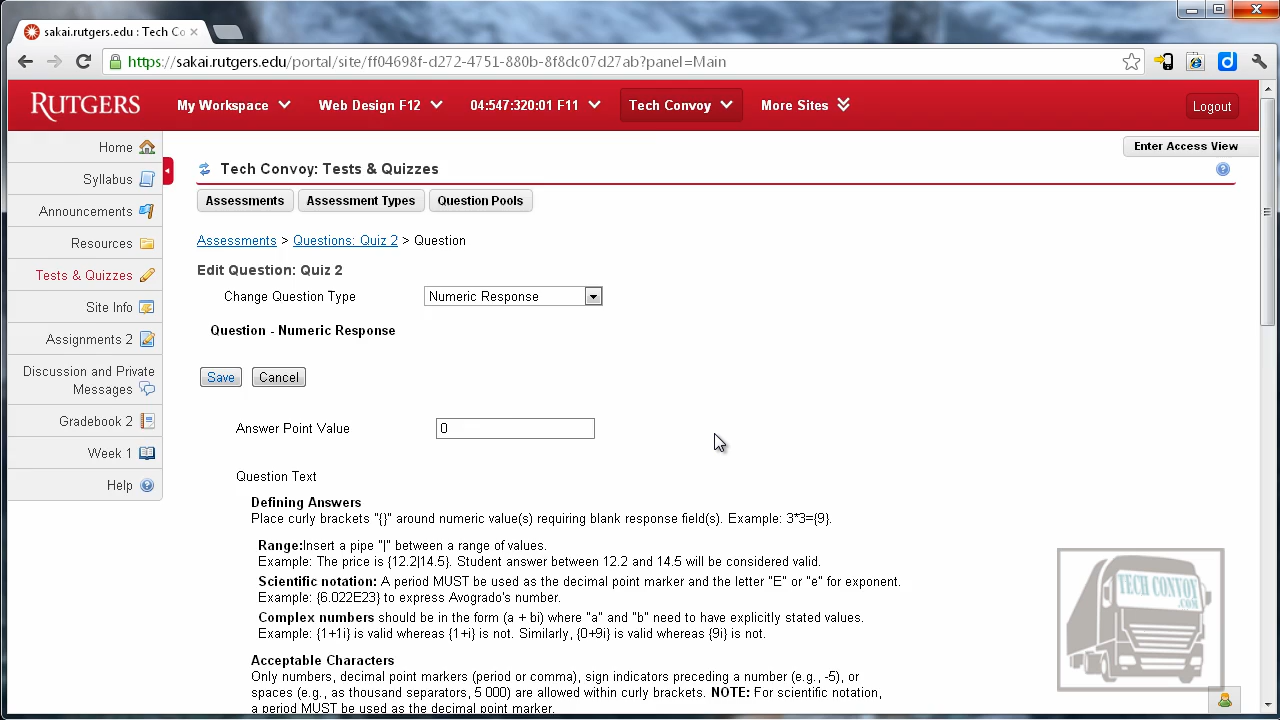 sakai.rutgers.edu : Tech Co
https://sakai.rutgers.edu/portal/site/ff04698f-d272-4751-880b-8f8dc07d27ab?panel=Main
RUTGERS
My Workspace
Web Design F12
04:547:320:01 F11
Tech Convoy
More Sites
Logout
Enter Access View
Home
Syllabus
Announcements
Resources
Tests & Quizzes
Site Info
Assignments 2
Discussion and Private
Messages
Gradebook 2
Week 1
Help
Tech Convoy: Tests & Quizzes
Assessments
Assessment Types
Question Pools
Assessments > Questions: Quiz 2 > Question
Edit Question: Quiz 2
Change Question Type
Numeric Response
Question - Numeric Response
Save
Cancel
Answer Point Value
0
Question Text
Defining Answers
Place curly brackets "{}" around numeric value(s) requiring blank response field(s). Example: 3*3={9}.
Range:Insert a pipe "|" between a range of values.
Example: The price is {12.2|14.5}. Student answer between 12.2 and 14.5 will be considered valid.
Scientific notation: A period MUST be used as the decimal point marker and the letter "E" or "e" for exponent.
Example: {6.022E23} to express Avogrado's number.
Complex numbers should be in the form (a + bi) where "a" and "b" need to have explicitly stated values.
Example: {1+1i} is valid whereas {1+i} is not. Similarly, {0+9i} is valid whereas {9i} is not.
Acceptable Characters
Only numbers, decimal point markers (period or comma), sign indicators preceding a number (e.g., -5), or
spaces (e.g., as thousand separators, 5 000) are allowed within curly brackets. NOTE: For scientific notation,
a period MUST be used as the decimal point marker.
TECH CONVOY
.COM